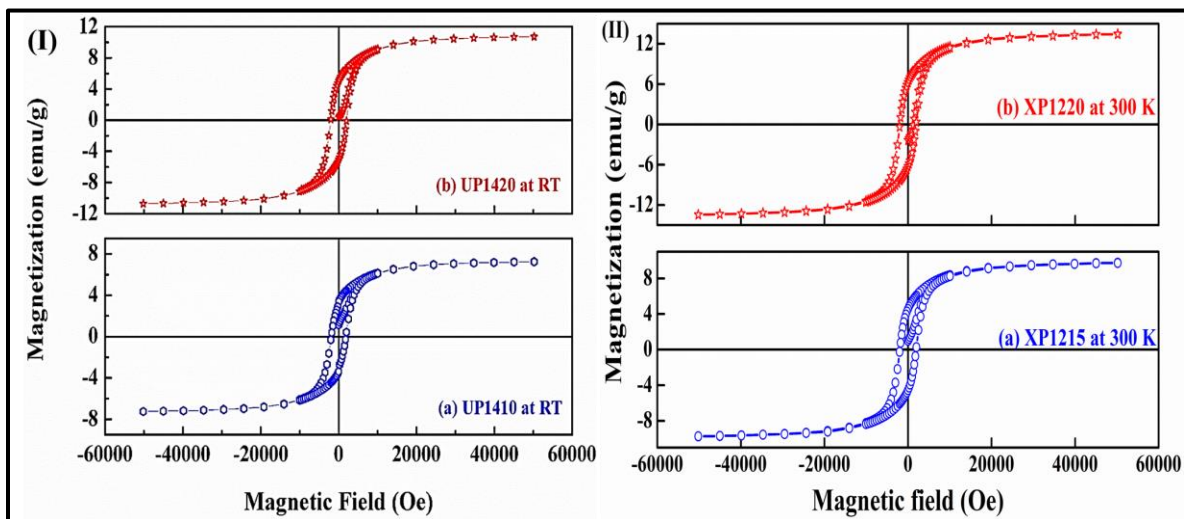 (I)
12
8
4
0
-4
-8
-12
(b) UP1420 at RT
8
4
0
-4
-8
(a) UP1410 at RT
-60000 -40000 -20000 0 20000 40000 60000
Magnetic Field (Oe)
Magnetization (emu/g)
(II)
12
6
0
-6
-12
(b) XP1220 at 300 K
16
8
0
-8
(a) XP1215 at 300 K
-60000 -40000 -20000 0 20000 40000 60000
Magnetic field (Oe)
Magnetization (emu/g)